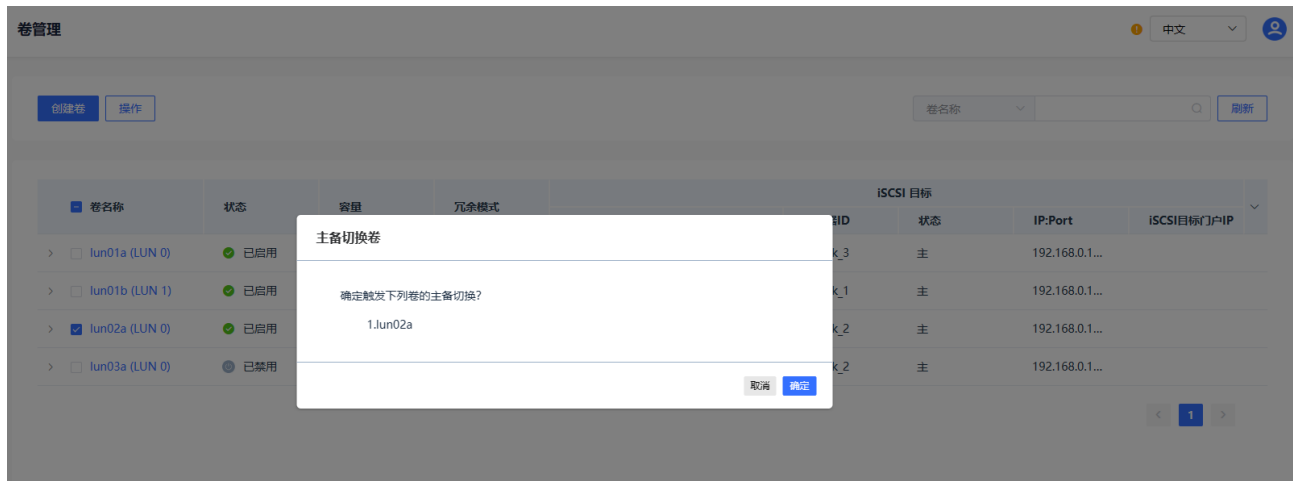 卷管理
中文
创建卷 操作 卷名称 刷新
iSCSI 目标
卷名称 状态 容量 冗余模式
ID 状态 IP:Port iSCSI目标门户IP
主备切换卷
lun01a (LUN 0) 已启用 k_3 主 192.168.0.1...
lun01b (LUN 1) 已启用 k_1 主 192.168.0.1...
确定触发下列卷的主备切换?
1.lun02a
lun02a (LUN 0) 已启用 k_2 主 192.168.0.1...
lun03a (LUN 0) 已禁用 k_2 主 192.168.0.1...
取消 确定
1